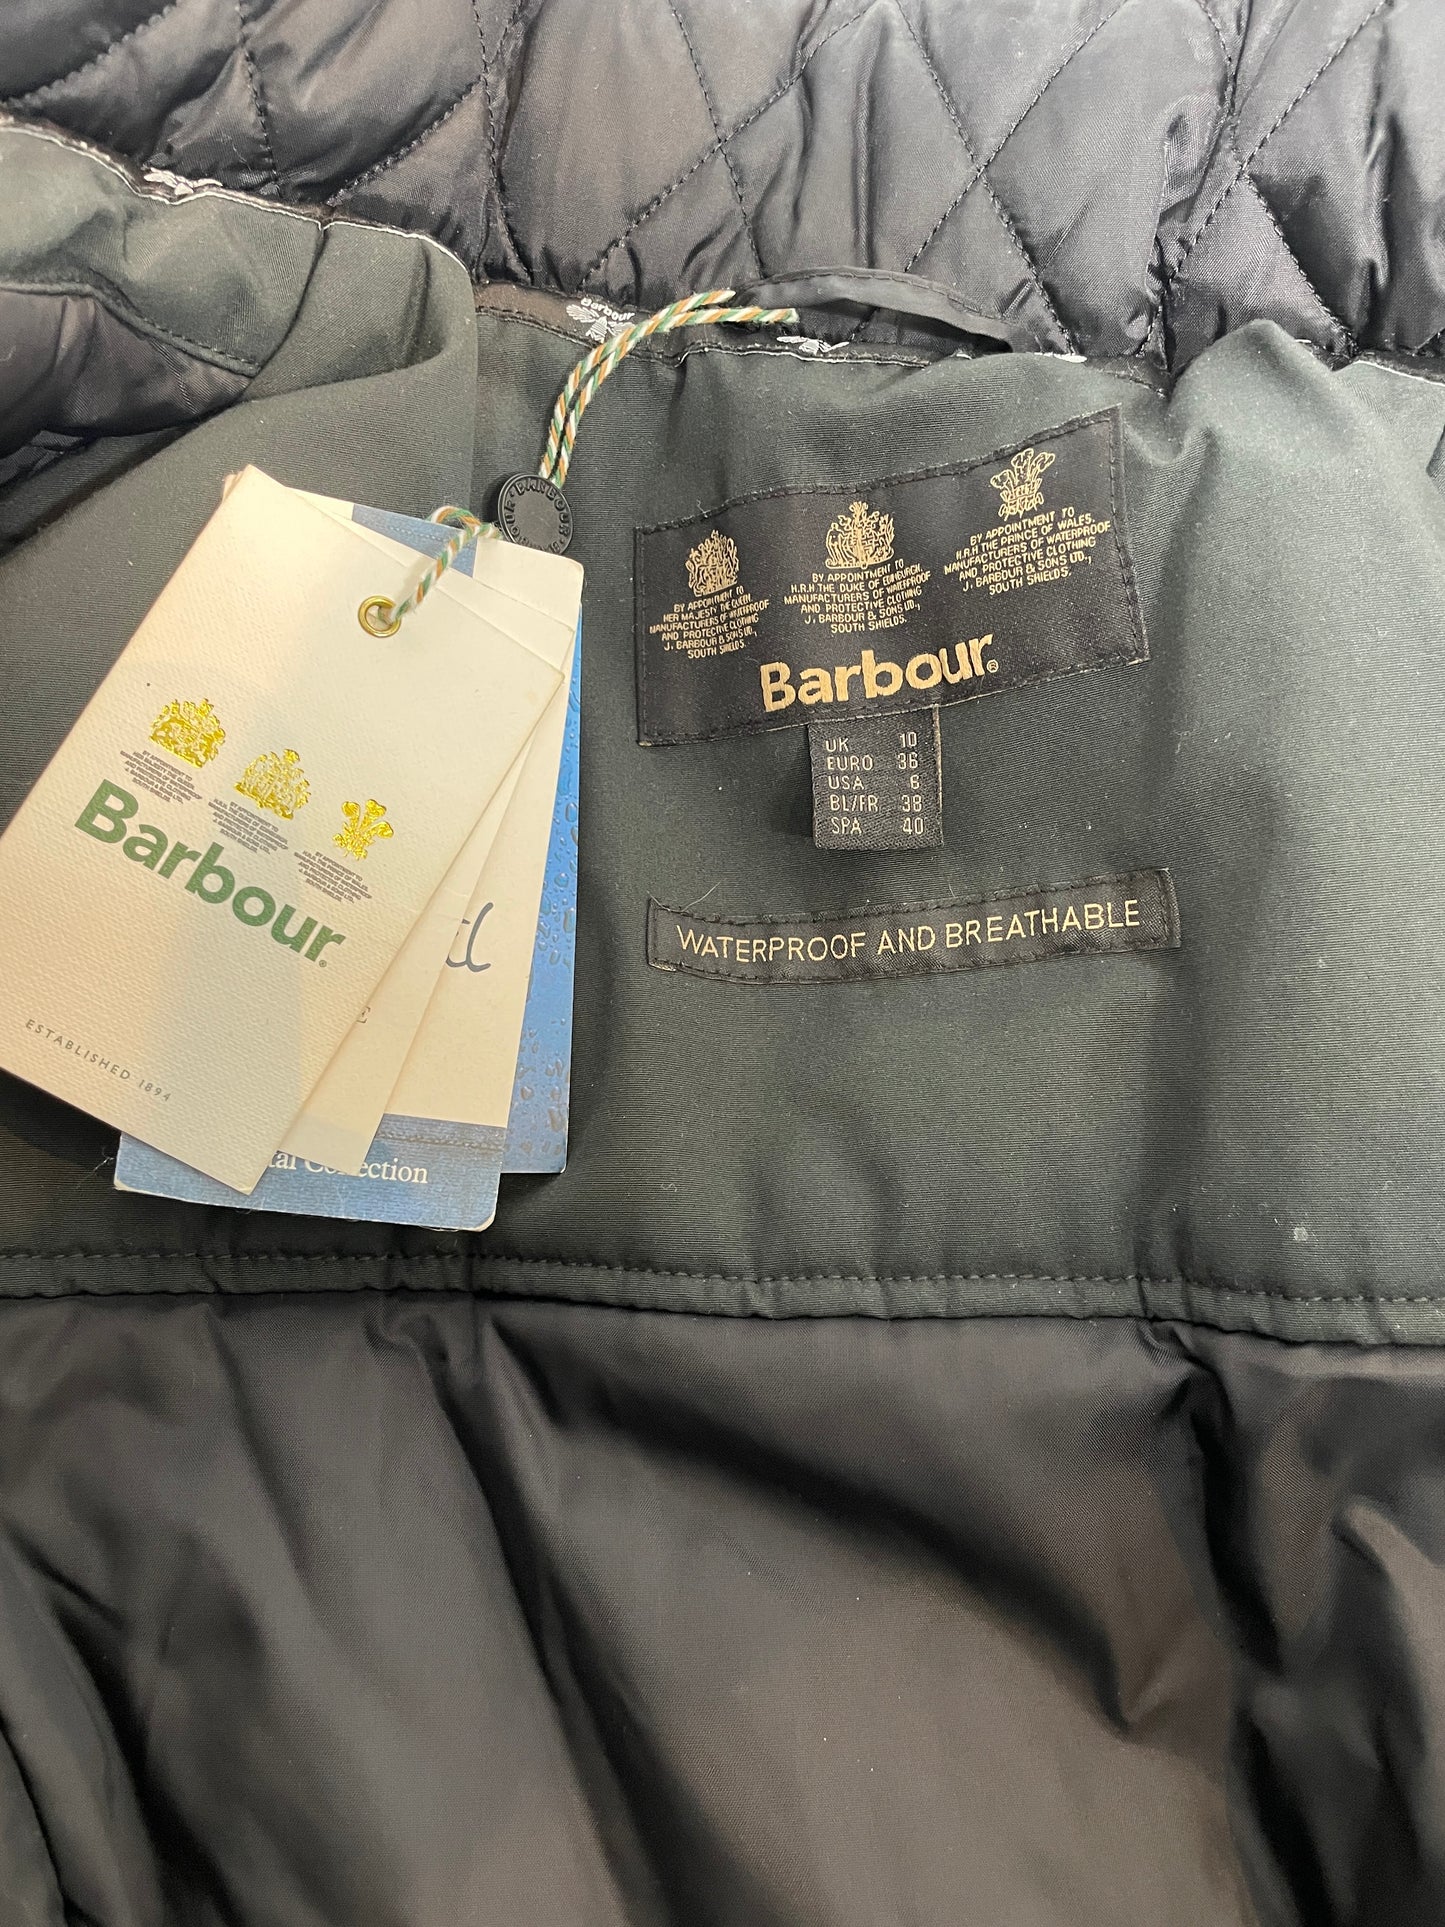 Barbour
BARBOUR
BY APPOINTMENT TO
HER MAJESTY THE QUEEN
MANUFACTURERS OF WATERPROOF
AND PROTECTIVE CLOTHING
J. BARBOUR & SONS LTD.,
SOUTH SHIELDS.
BY APPOINTMENT TO
H.R.H THE DUKE OF EDINBURGH,
MANUFACTURERS OF WATERPROOF
AND PROTECTIVE CLOTHING
J. BARBOUR & SONS LTD.,
SOUTH SHIELDS.
BY APPOINTMENT TO
H.R.H THE PRINCE OF WALES,
MANUFACTURERS OF WATERPROOF
AND PROTECTIVE CLOTHING
J. BARBOUR & SONS LTD.,
SOUTH SHIELDS.
Barbour®
UK 10
EURO 36
USA 6
BL/FR 38
SPA 40
WATERPROOF AND BREATHABLE
Barbour.
ESTABLISHED 1894
E
tal Collection